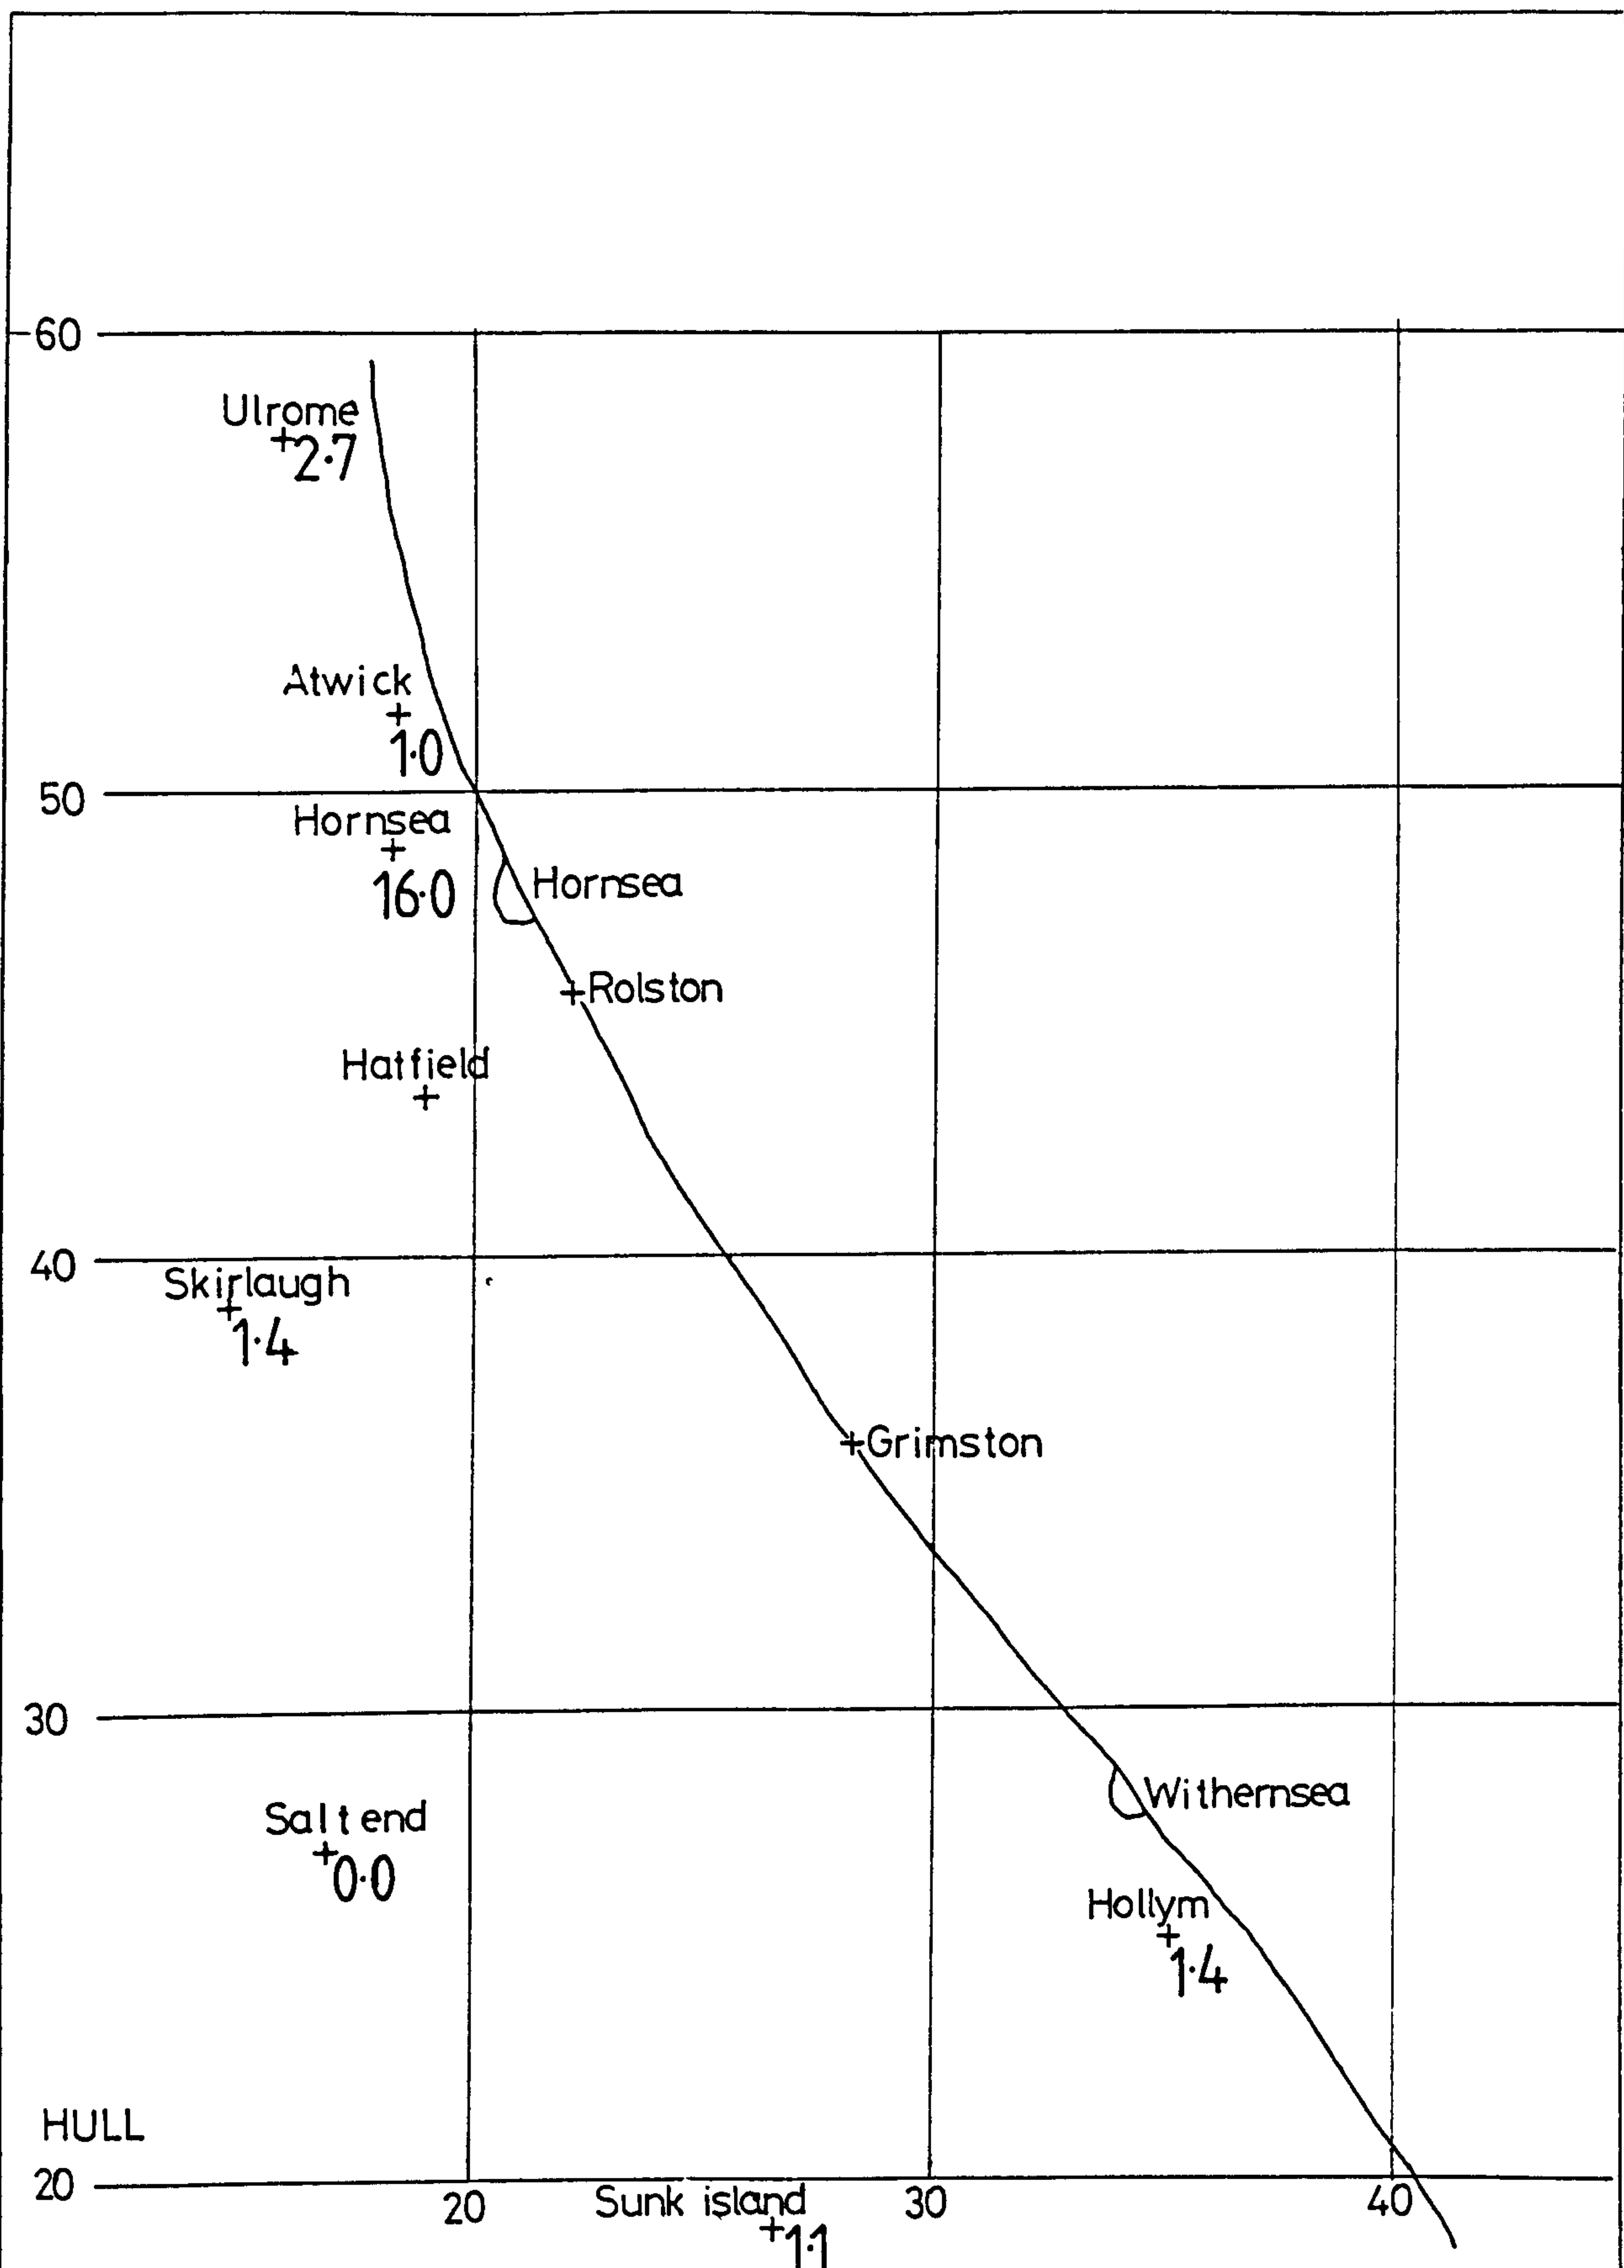 60
Ulrome
+2.7
Atwick
+
1.0
50
Hornsea
+
16.0
Hornsea
+Rolston
Hatfield
+
40
Skirlaugh
+
1.4
+Grimston
30
Withernsea
Saltend
+
0.0
Hollym
+
1.4
HULL
20
20
Sunk island
30
40
+1.1